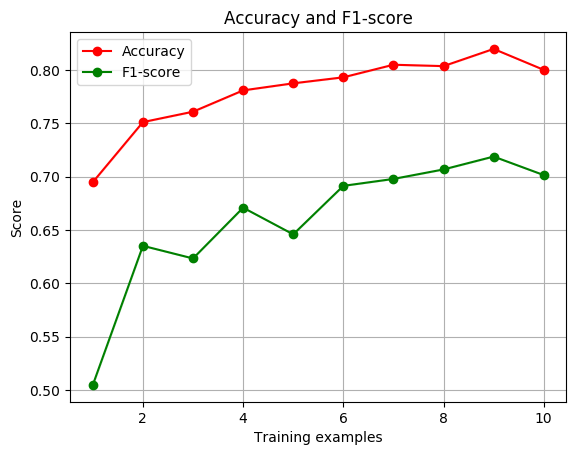 Accuracy and F1-score
Accuracy
F1-score
0.80
0.75
0.70
0.65
0.60
0.55
0.50
Score
2 4 6 8 10
Training examples